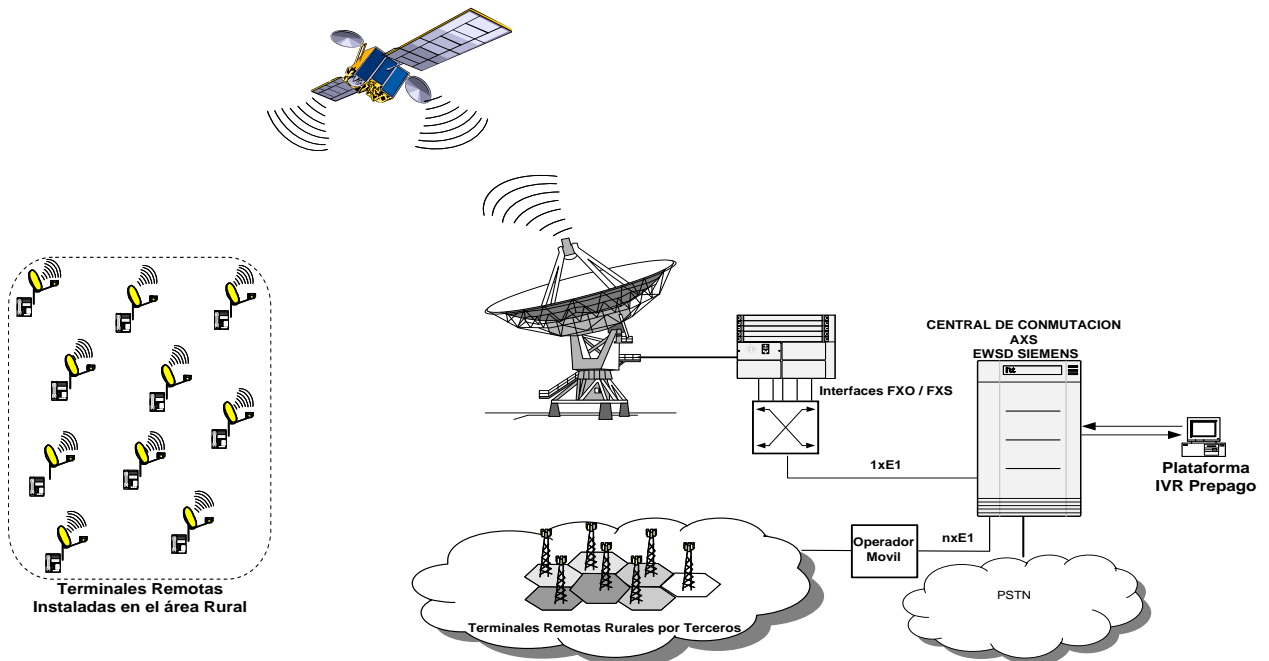 CENTRAL DE CONMUTACION
AXS
EWSD SIEMENS
Interfaces FXO / FXS
1xE1
Plataforma
IVR Prepago
Operador
Movil
nxE1
PSTN
Terminales Remotas
Instaladas en el área Rural
Terminales Remotas Rurales por Terceros